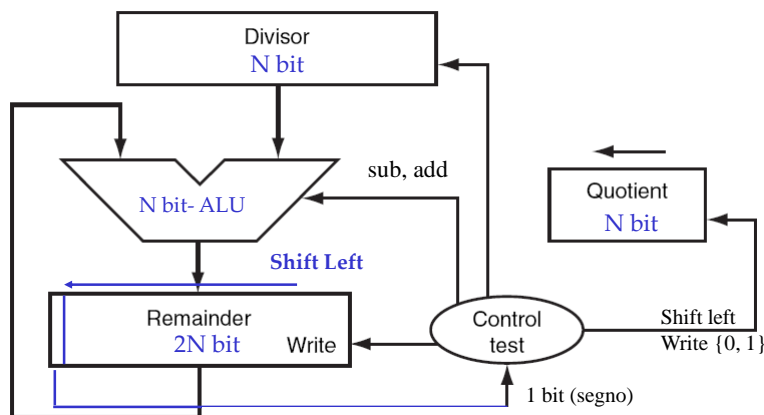 Divisor
N bit
sub, add
Quotient
N bit
N bit- ALU
Shift Left
Remainder
2N bit
Write
Control
test
Shift left
Write {0, 1}
1 bit (segno)